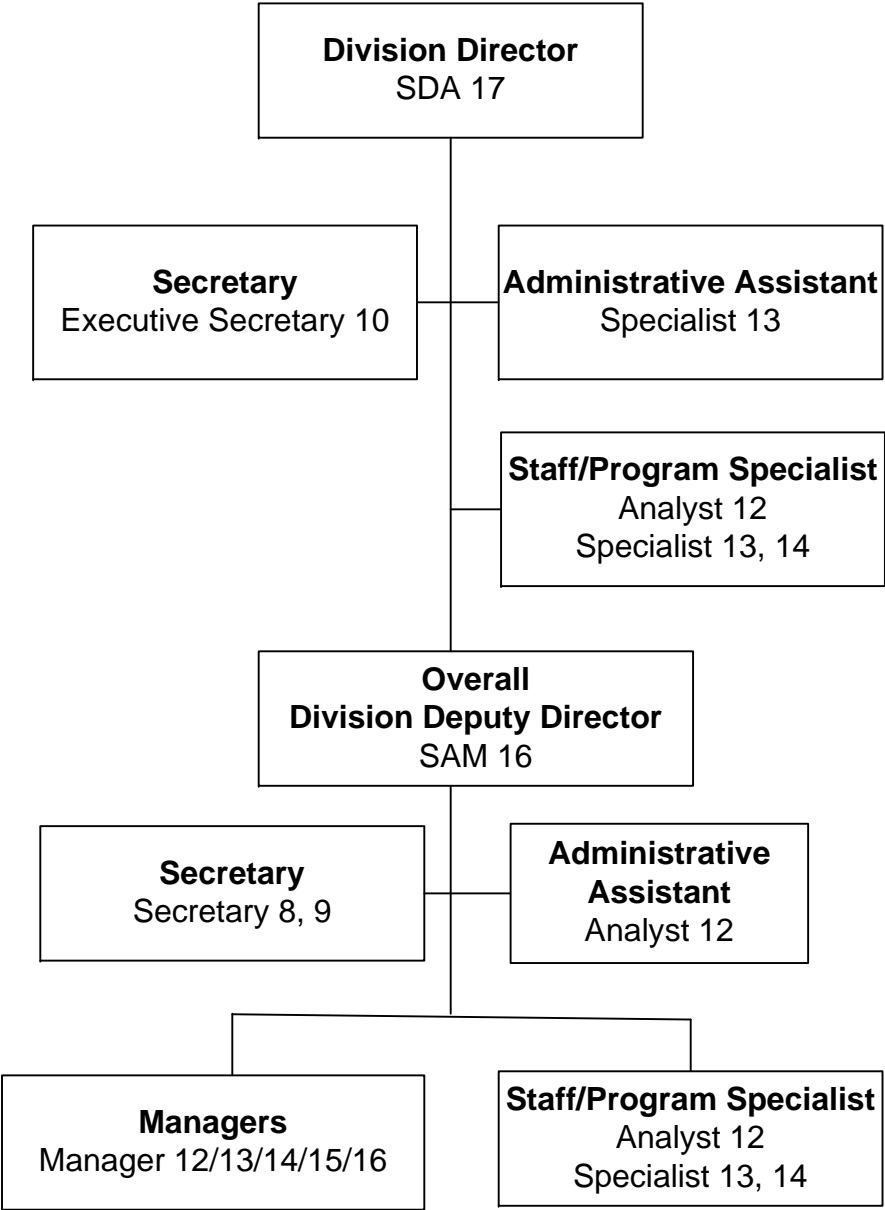 Division Director
SDA 17
Secretary
Executive Secretary 10
Administrative Assistant
Specialist 13
Staff/Program Specialist
Analyst 12
Specialist 13, 14
Overall
Division Deputy Director
SAM 16
Secretary
Secretary 8, 9
Administrative
Assistant
Analyst 12
Managers
Manager 12/13/14/15/16
Staff/Program Specialist
Analyst 12
Specialist 13, 14